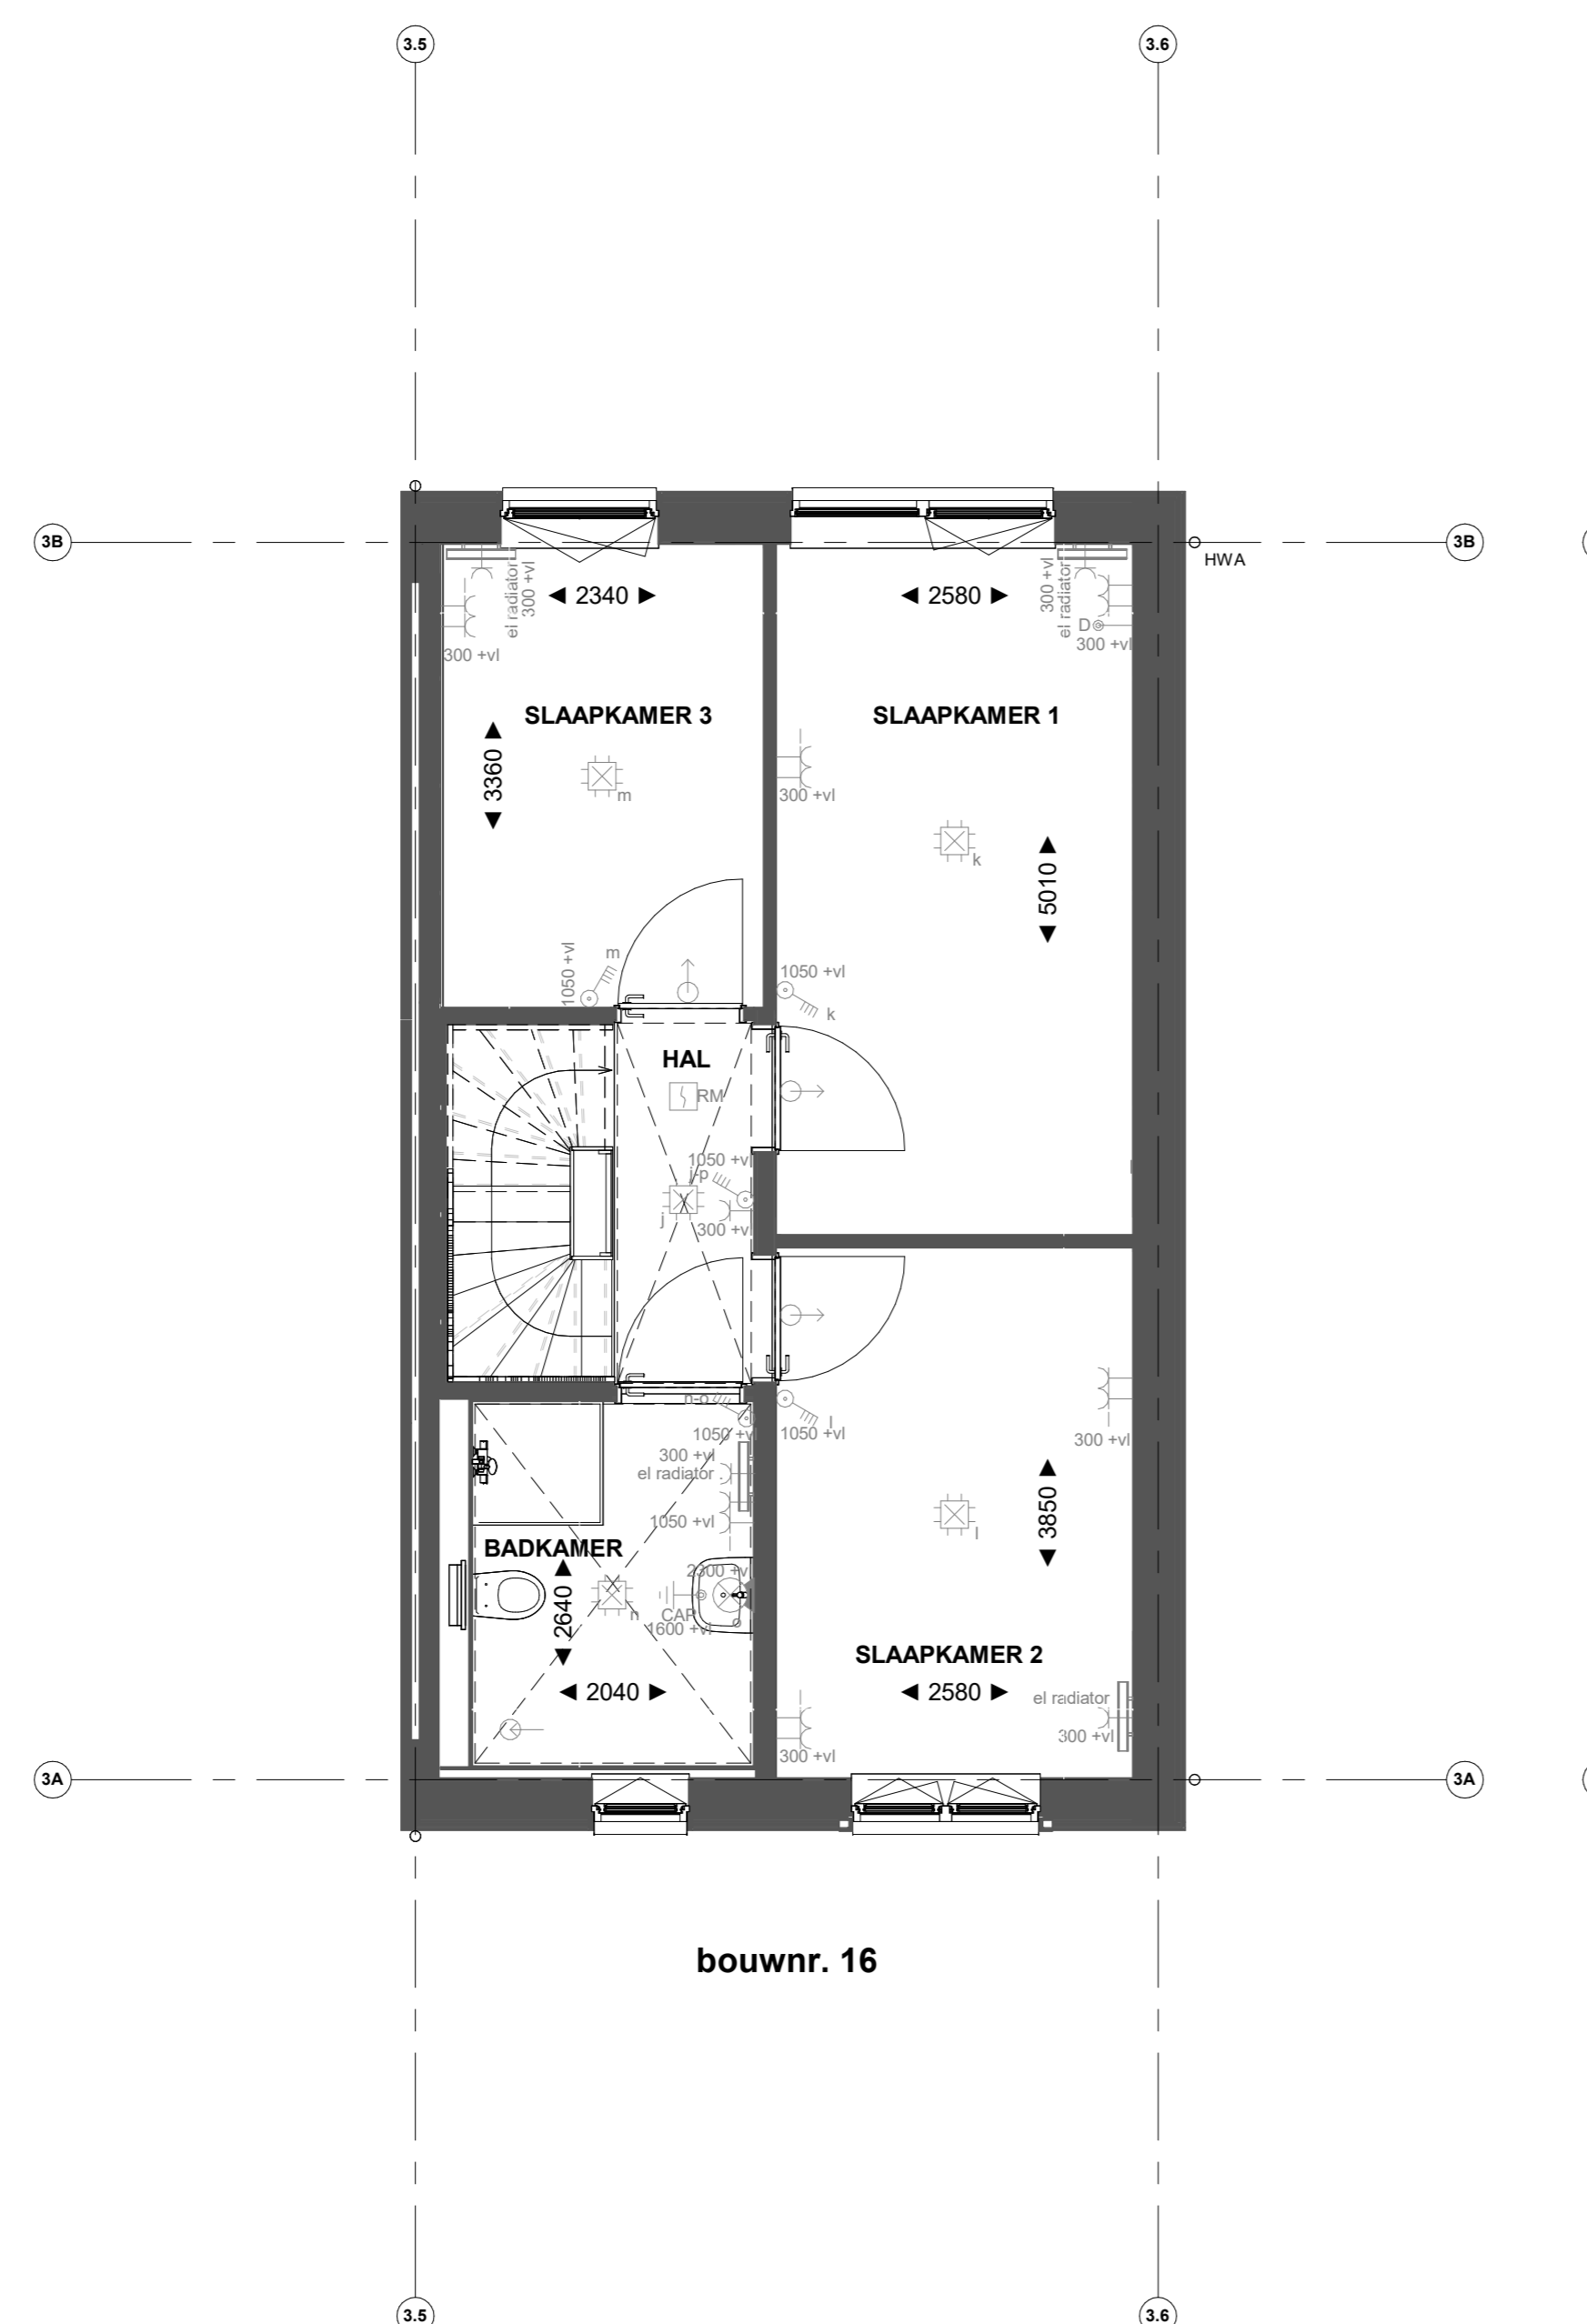 3.5
3.6
3B
3B
HWA
el radiator
300 +vl
◄ 2340 ►
◄ 2580 ►
300 +vl
el radiator
D
300 +vl
300 +vl
SLAAPKAMER 3
SLAAPKAMER 1
◄ 3360 ►
m
300 +vl
k
◄ 5010 ►
1050 +vl
m
1050 +vl
k
HAL
RM
1050 +vl
j-p
j
300 +vl
n-o
1050 +vl
l
1050 +vl
300 +vl
300 +vl
el radiator
1050 +vl
◄ 3850 ►
l
BADKAMER
2300 +vl
◄ 2640 ►
n
CAP
1600 +vl
SLAAPKAMER 2
◄ 2040 ►
◄ 2580 ►
el radiator
300 +vl
300 +vl
3A
3A
bouwnr. 16
3.5
3.6